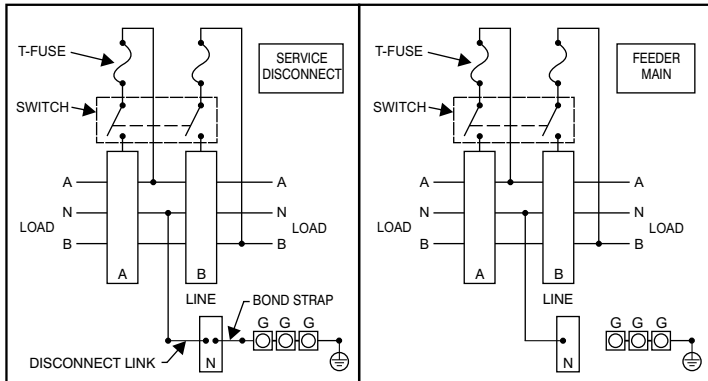 T-FUSE
SERVICE
DISCONNECT
SWITCH
A
A
N
N
LOAD
LOAD
B
B
A
B
LINE
BOND STRAP
G G G
DISCONNECT LINK
N
T-FUSE
FEEDER
MAIN
SWITCH
A
A
N
N
LOAD
LOAD
B
B
A
B
LINE
G G G
N